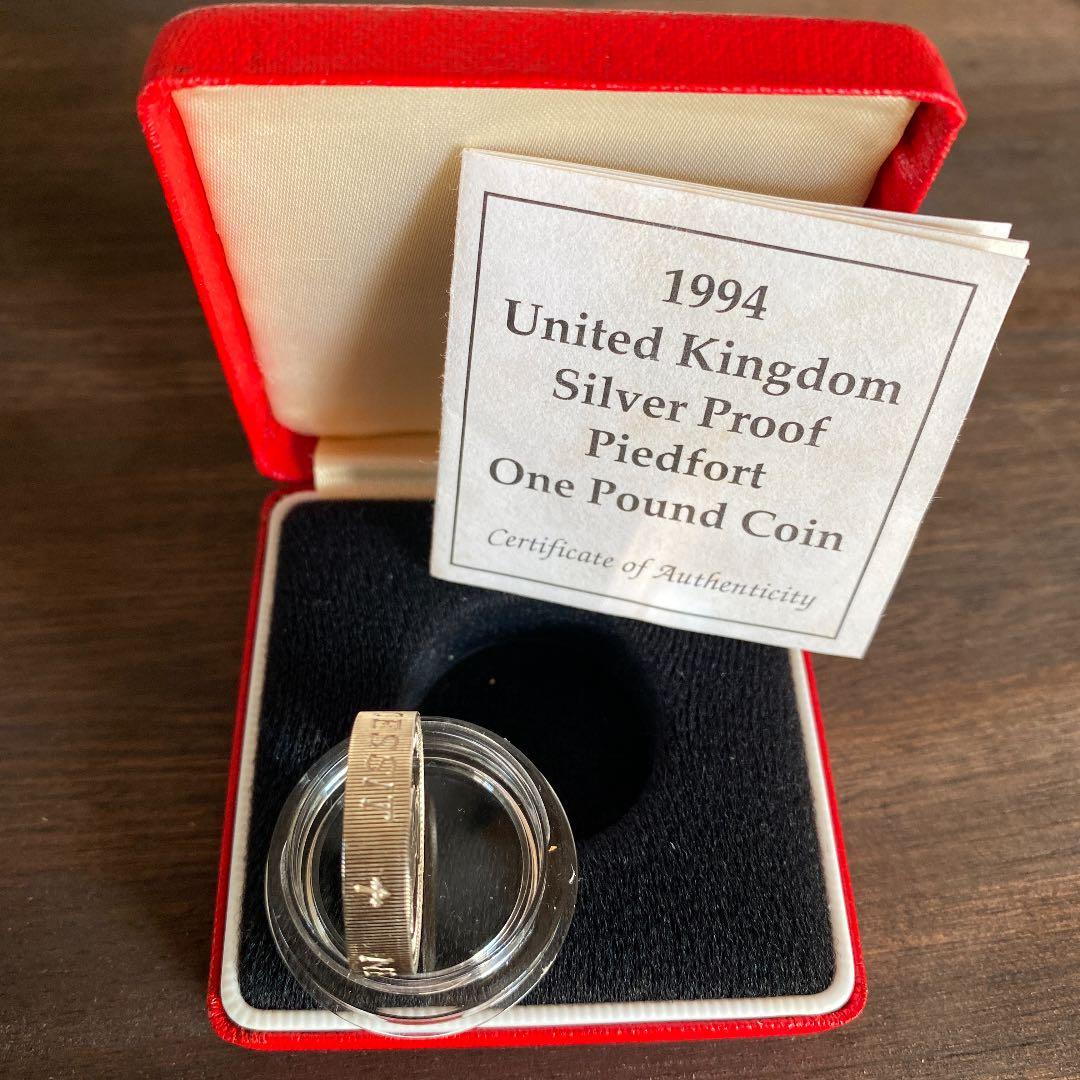 1994
United Kingdom
Silver Proof
Piedfort
One Pound Coin
Certificate of Authenticity